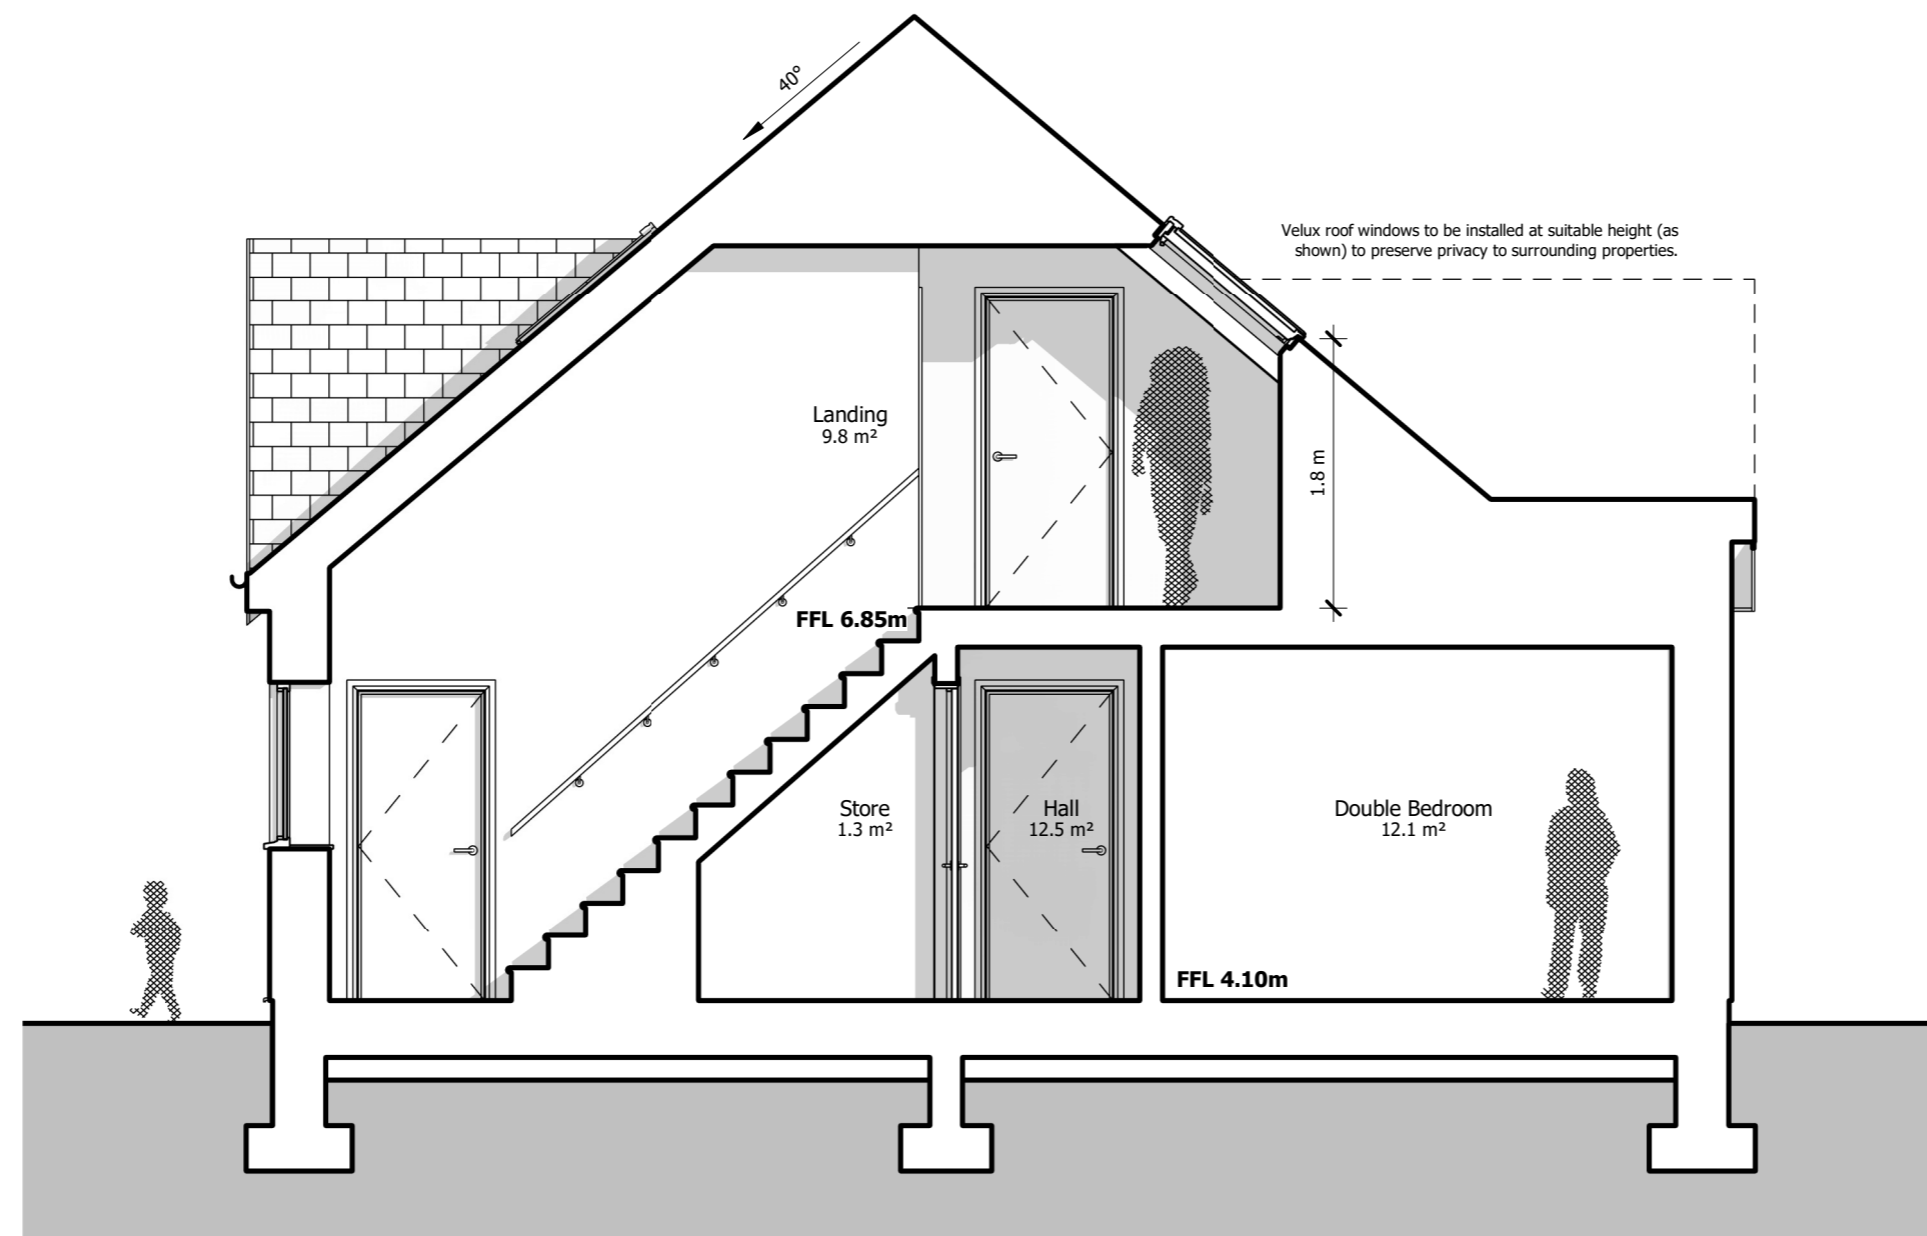 40°
Velux roof windows to be installed at suitable height (as
shown) to preserve privacy to surrounding properties.
Landing
9.8 m²
1.8 m
FFL 6.85m
Store
1.3 m²
Hall
12.5 m²
Double Bedroom
12.1 m²
FFL 4.10m